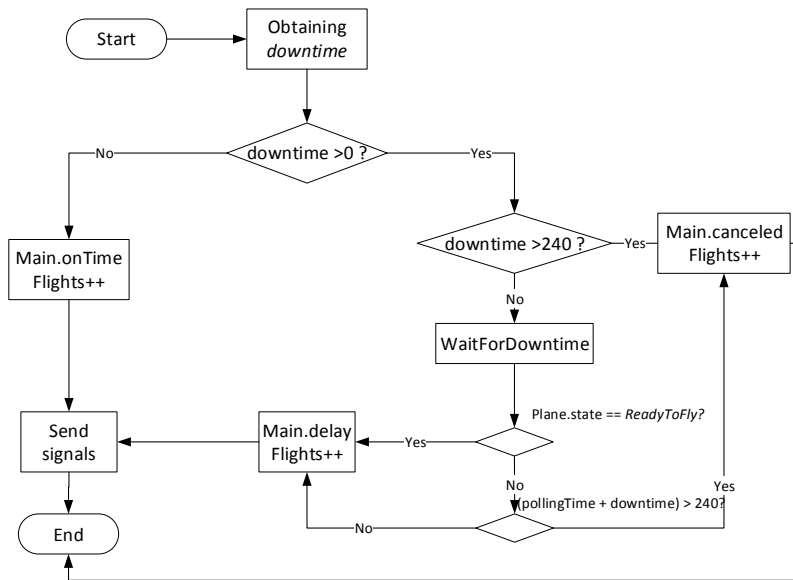 Start
Obtaining
downtime
downtime >0 ?
No
Yes
Main.onTime
Flights++
downtime >240 ?
Yes
Main.canceled
Flights++
No
WaitForDowntime
Plane.state == ReadyToFly?
Send
signals
Main.delay
Flights++
Yes
No
(pollingTime + downtime) > 240?
Yes
No
End